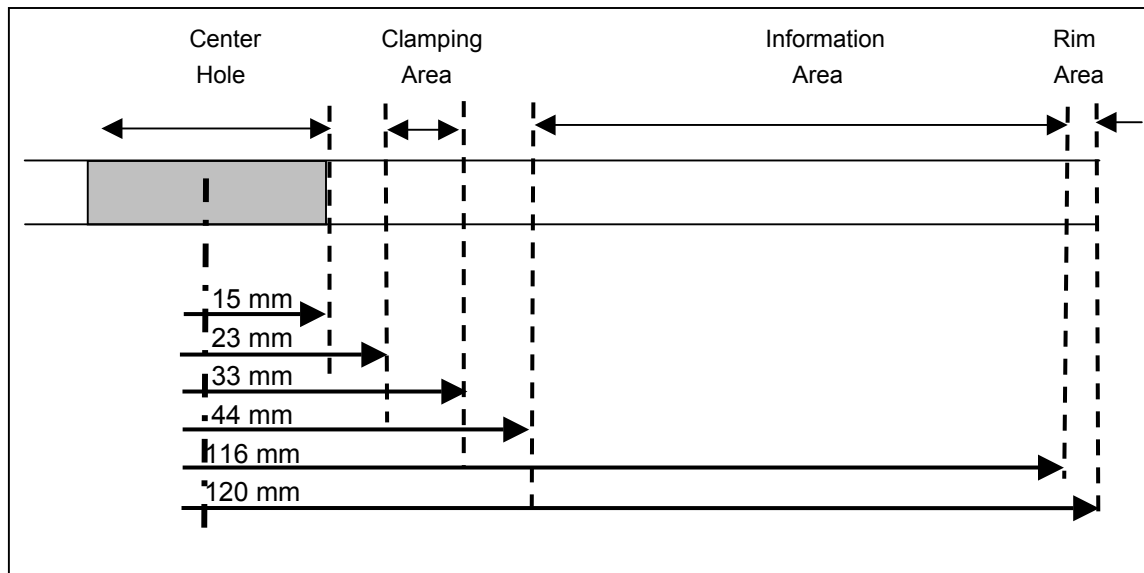 Center
Hole
Clamping
Area
Information
Area
Rim
Area
15 mm
23 mm
33 mm
44 mm
116 mm
120 mm